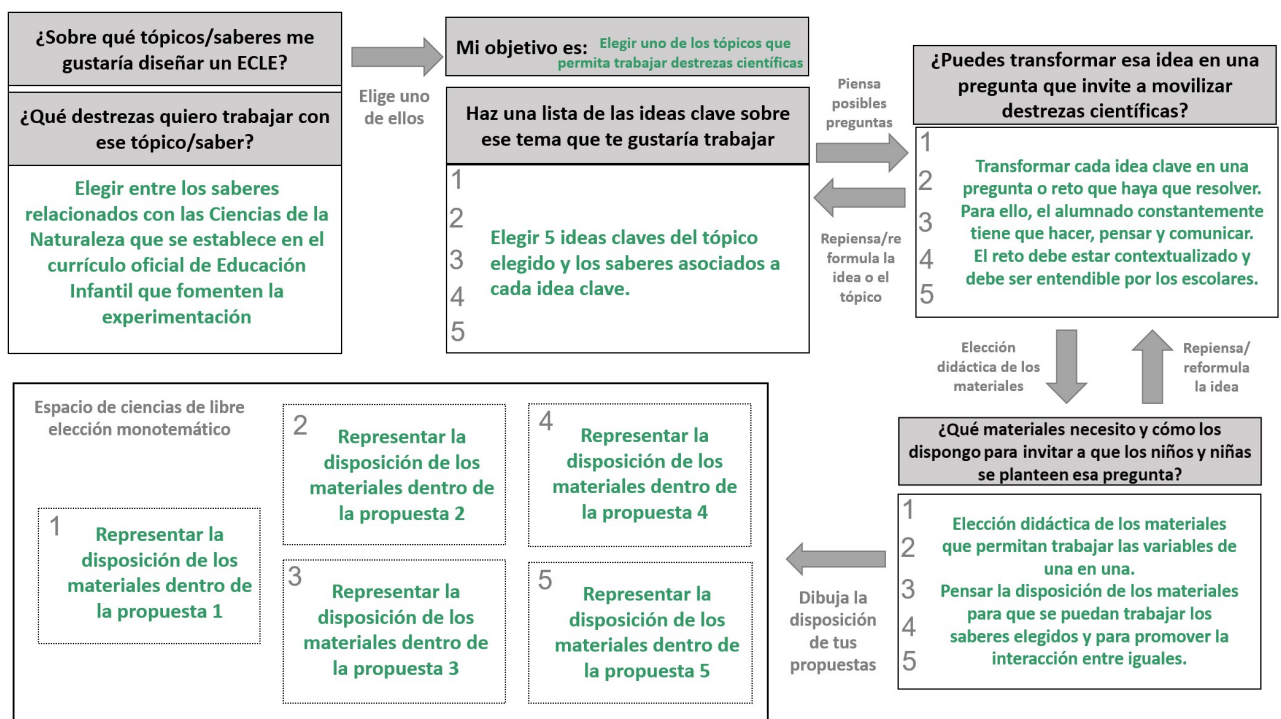 ¿Sobre qué tópicos/saberes me
gustaría diseñar un ECLE?
¿Qué destrezas quiero trabajar con
ese tópico/saber?
Elegir entre los saberes
relacionados con las Ciencias de la
Naturaleza que se establece en el
currículo oficial de Educación
Infantil que fomenten la
experimentación
Elige uno
de ellos
Mi objetivo es: Elegir uno de los tópicos que
permita trabajar destrezas científicas
Haz una lista de las ideas clave sobre
ese tema que te gustaría trabajar
1
2
3
4
5
Elegir 5 ideas claves del tópico
elegido y los saberes asociados a
cada idea clave.
Piensa
posibles
preguntas
Repiensa/re
formula la
idea o el
tópico
¿Puedes transformar esa idea en una
pregunta que invite a movilizar
destrezas científicas?
1
2
3
4
5
Transformar cada idea clave en una
pregunta o reto que haya que resolver.
Para ello, el alumnado constantemente
tiene que hacer, pensar y comunicar.
El reto debe estar contextualizado y
debe ser entendible por los escolares.
Elección
didáctica de los
materiales
Repiensa/
reformula
la idea
¿Qué materiales necesito y cómo los
dispongo para invitar a que los niños y niñas
se planteen esa pregunta?
1
2
3
4
5
Elección didáctica de los materiales
que permitan trabajar las variables de
una en una.
Pensar la disposición de los materiales
para que se puedan trabajar los
saberes elegidos y para promover la
interacción entre iguales.
Dibuja la
disposición
de tus
propuestas
Espacio de ciencias de libre
elección monotemático
1
Representar la
disposición de los
materiales dentro de
la propuesta 1
2
Representar la
disposición de los
materiales dentro de
la propuesta 2
3
Representar la
disposición de los
materiales dentro de
la propuesta 3
4
Representar la
disposición de los
materiales dentro de
la propuesta 4
5
Representar la
disposición de los
materiales dentro de
la propuesta 5